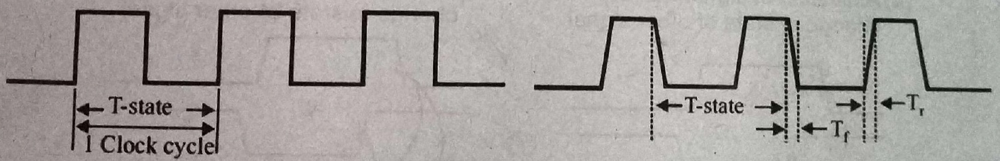 T-state
1 Clock cycle
T-state
Tr
Tf